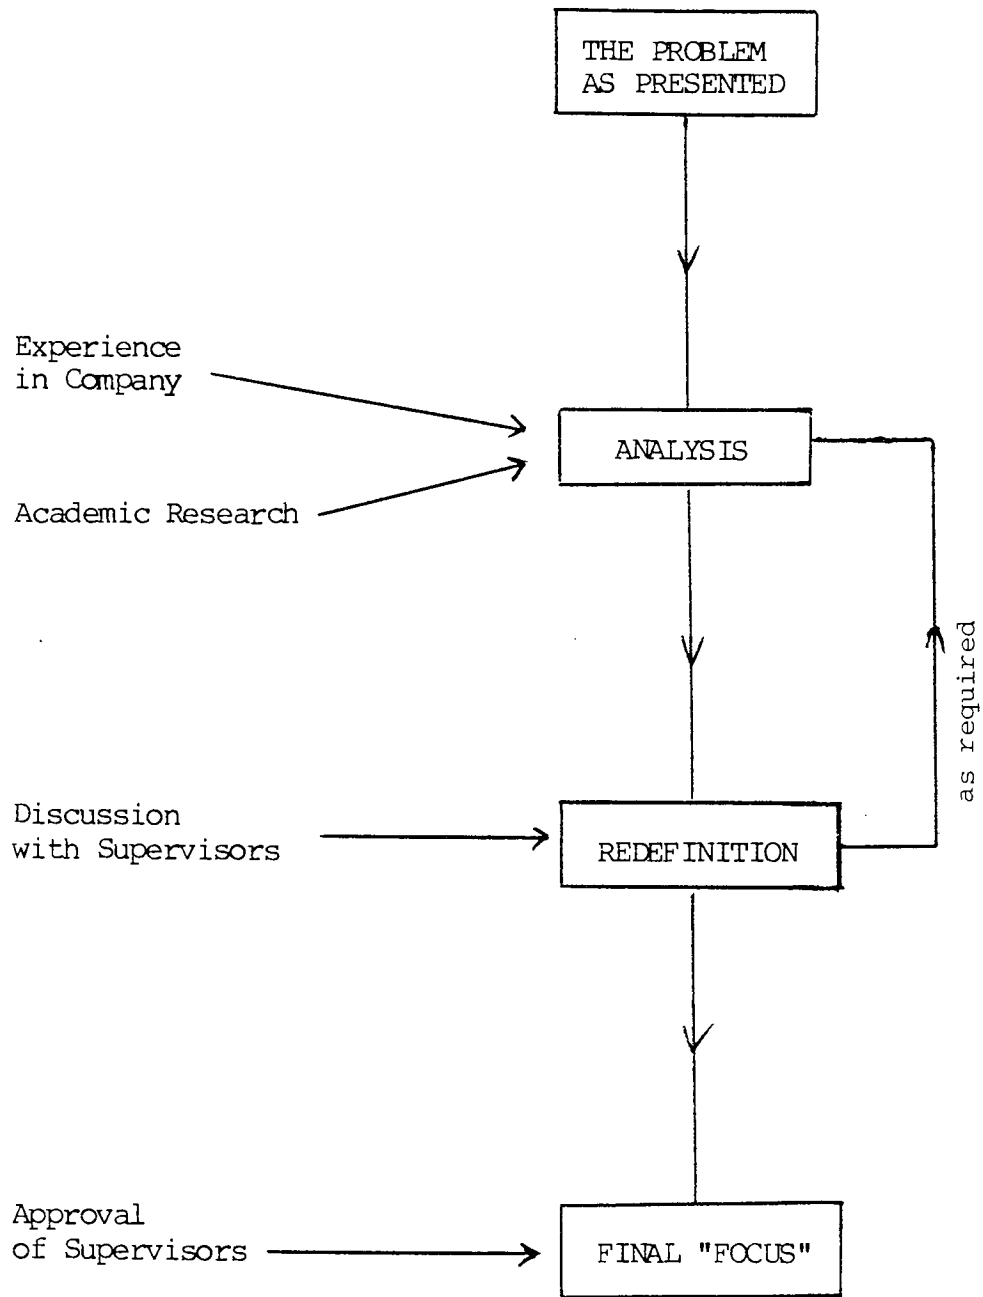 THE PROBLEM
AS PRESENTED
Experience
in Company
ANALYSIS
Academic Research
as required
Discussion
with Supervisors
REDEFINITION
Approval
of Supervisors
FINAL "FOCUS"